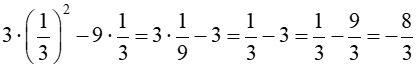 3·(1/3)² − 9·1/3 = 3·1/9 − 3 = 1/3 − 3 = 1/3 − 9/3 = −8/3